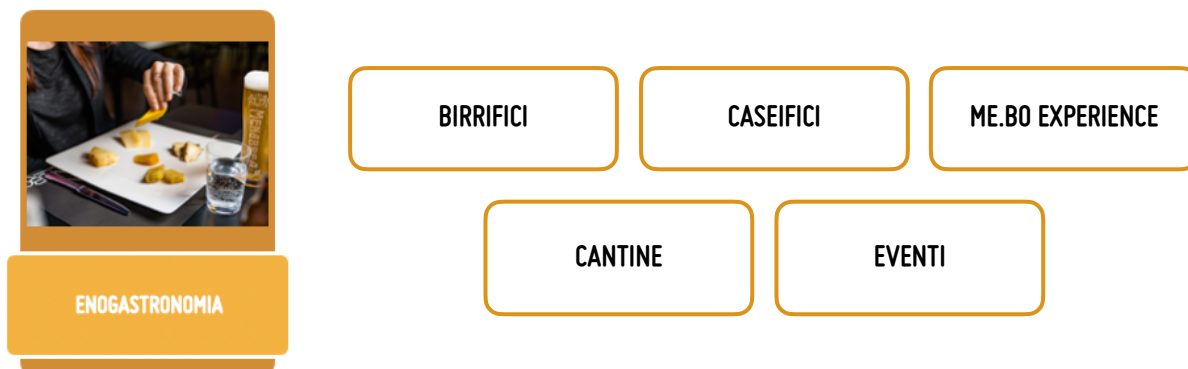 BIRRIFICI
CASEIFICI
ME.BO EXPERIENCE
CANTINE
EVENTI
ENOGASTRONOMIA